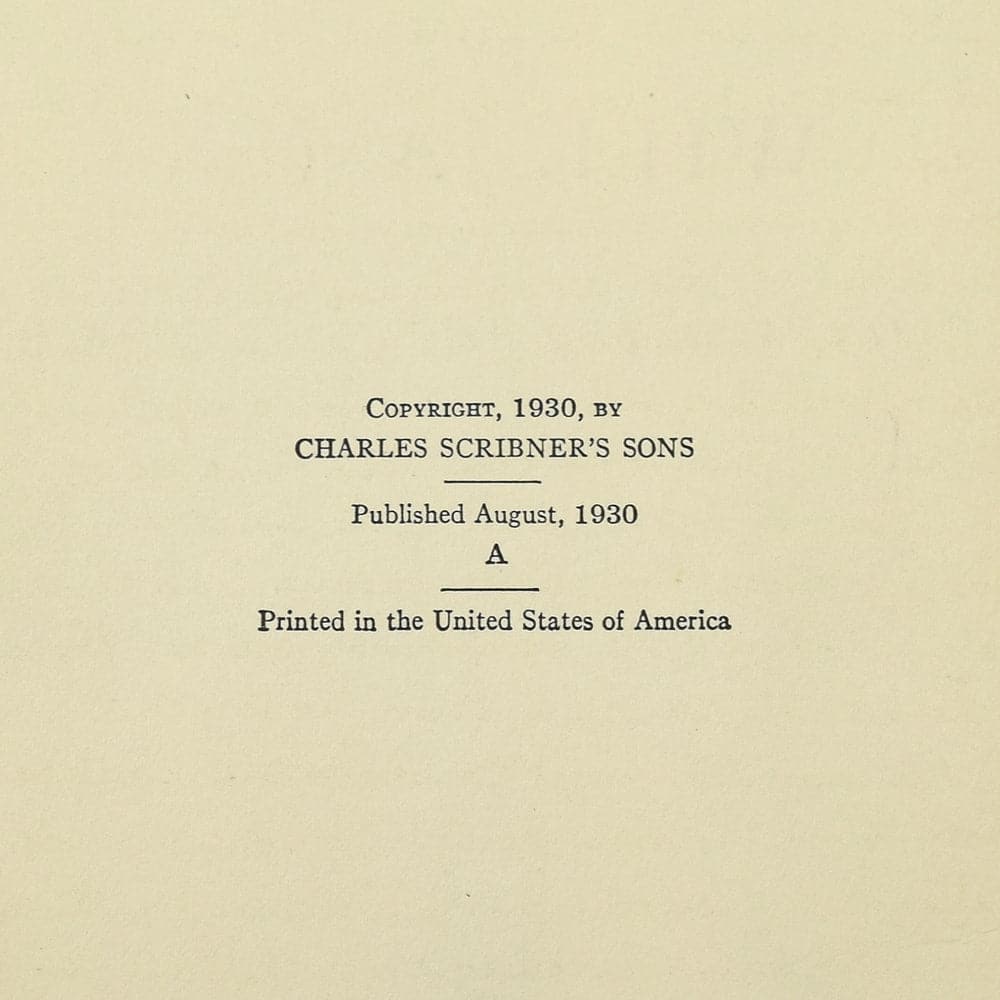 COPYRIGHT, 1930, BY
CHARLES SCRIBNER'S SONS
Published August, 1930
A
Printed in the United States of America